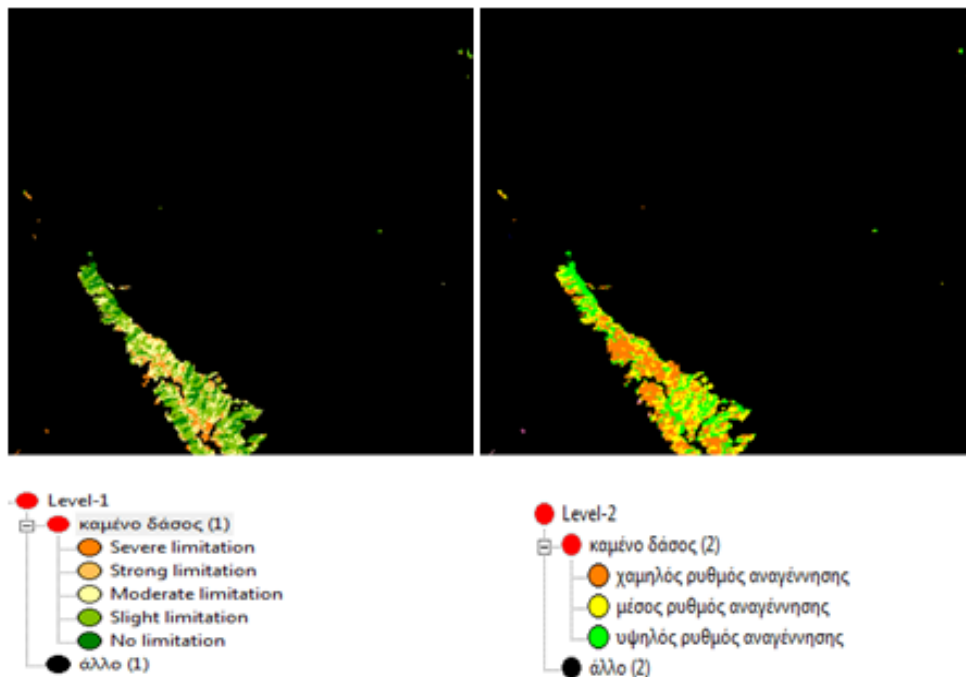 Level-1
καμένο δάσος (1)
Severe limitation
Strong limitation
Moderate limitation
Slight limitation
No limitation
άλλο (1)
Level-2
καμένο δάσος (2)
χαμηλός ρυθμός αναγέννησης
μέσος ρυθμός αναγέννησης
υψηλός ρυθμός αναγέννησης
άλλο (2)